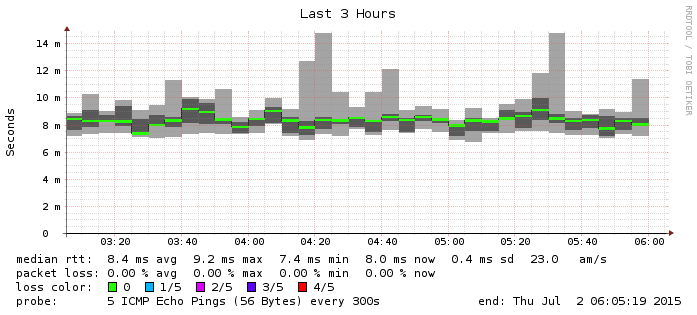 Last 3 Hours
RRDTOOL / TOBI OETIKER
Seconds
14 m
12 m
10 m
8 m
6 m
4 m
2 m
0
03:20 03:40 04:00 04:20 04:40 05:00 05:20 05:40 06:00
median rtt: 8.4 ms avg 9.2 ms max 7.4 ms min 8.0 ms now 0.4 ms sd 23.0 am/s
packet loss: 0.00 % avg 0.00 % max 0.00 % min 0.00 % now
loss color: 0 1/5 2/5 3/5 4/5
probe: 5 ICMP Echo Pings (56 Bytes) every 300s end: Thu Jul 2 06:05:19 2015